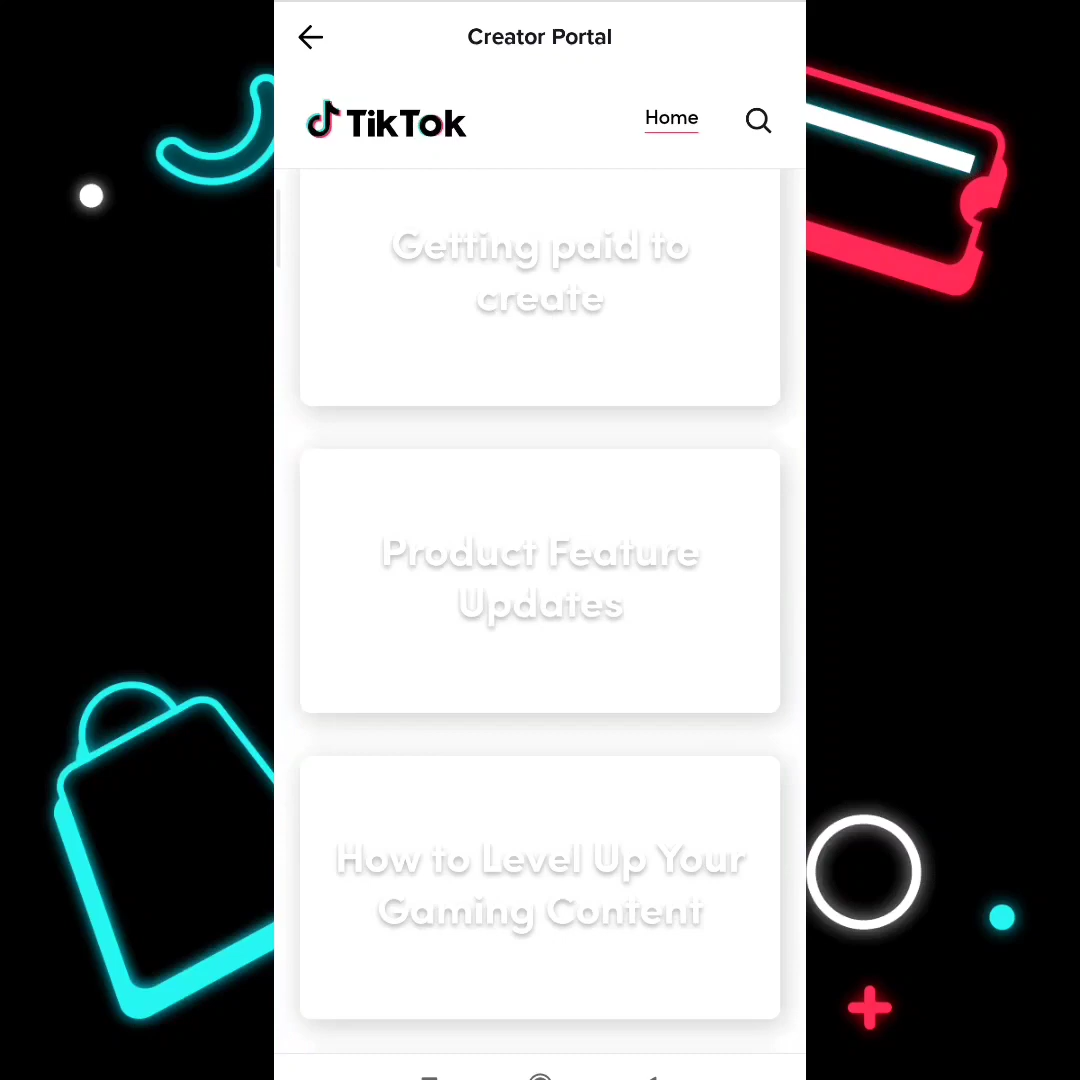 Creator Portal
TikTok
Home
Getting paid to
create
Product Feature
Updates
How to Level Up Your
Gaming Content